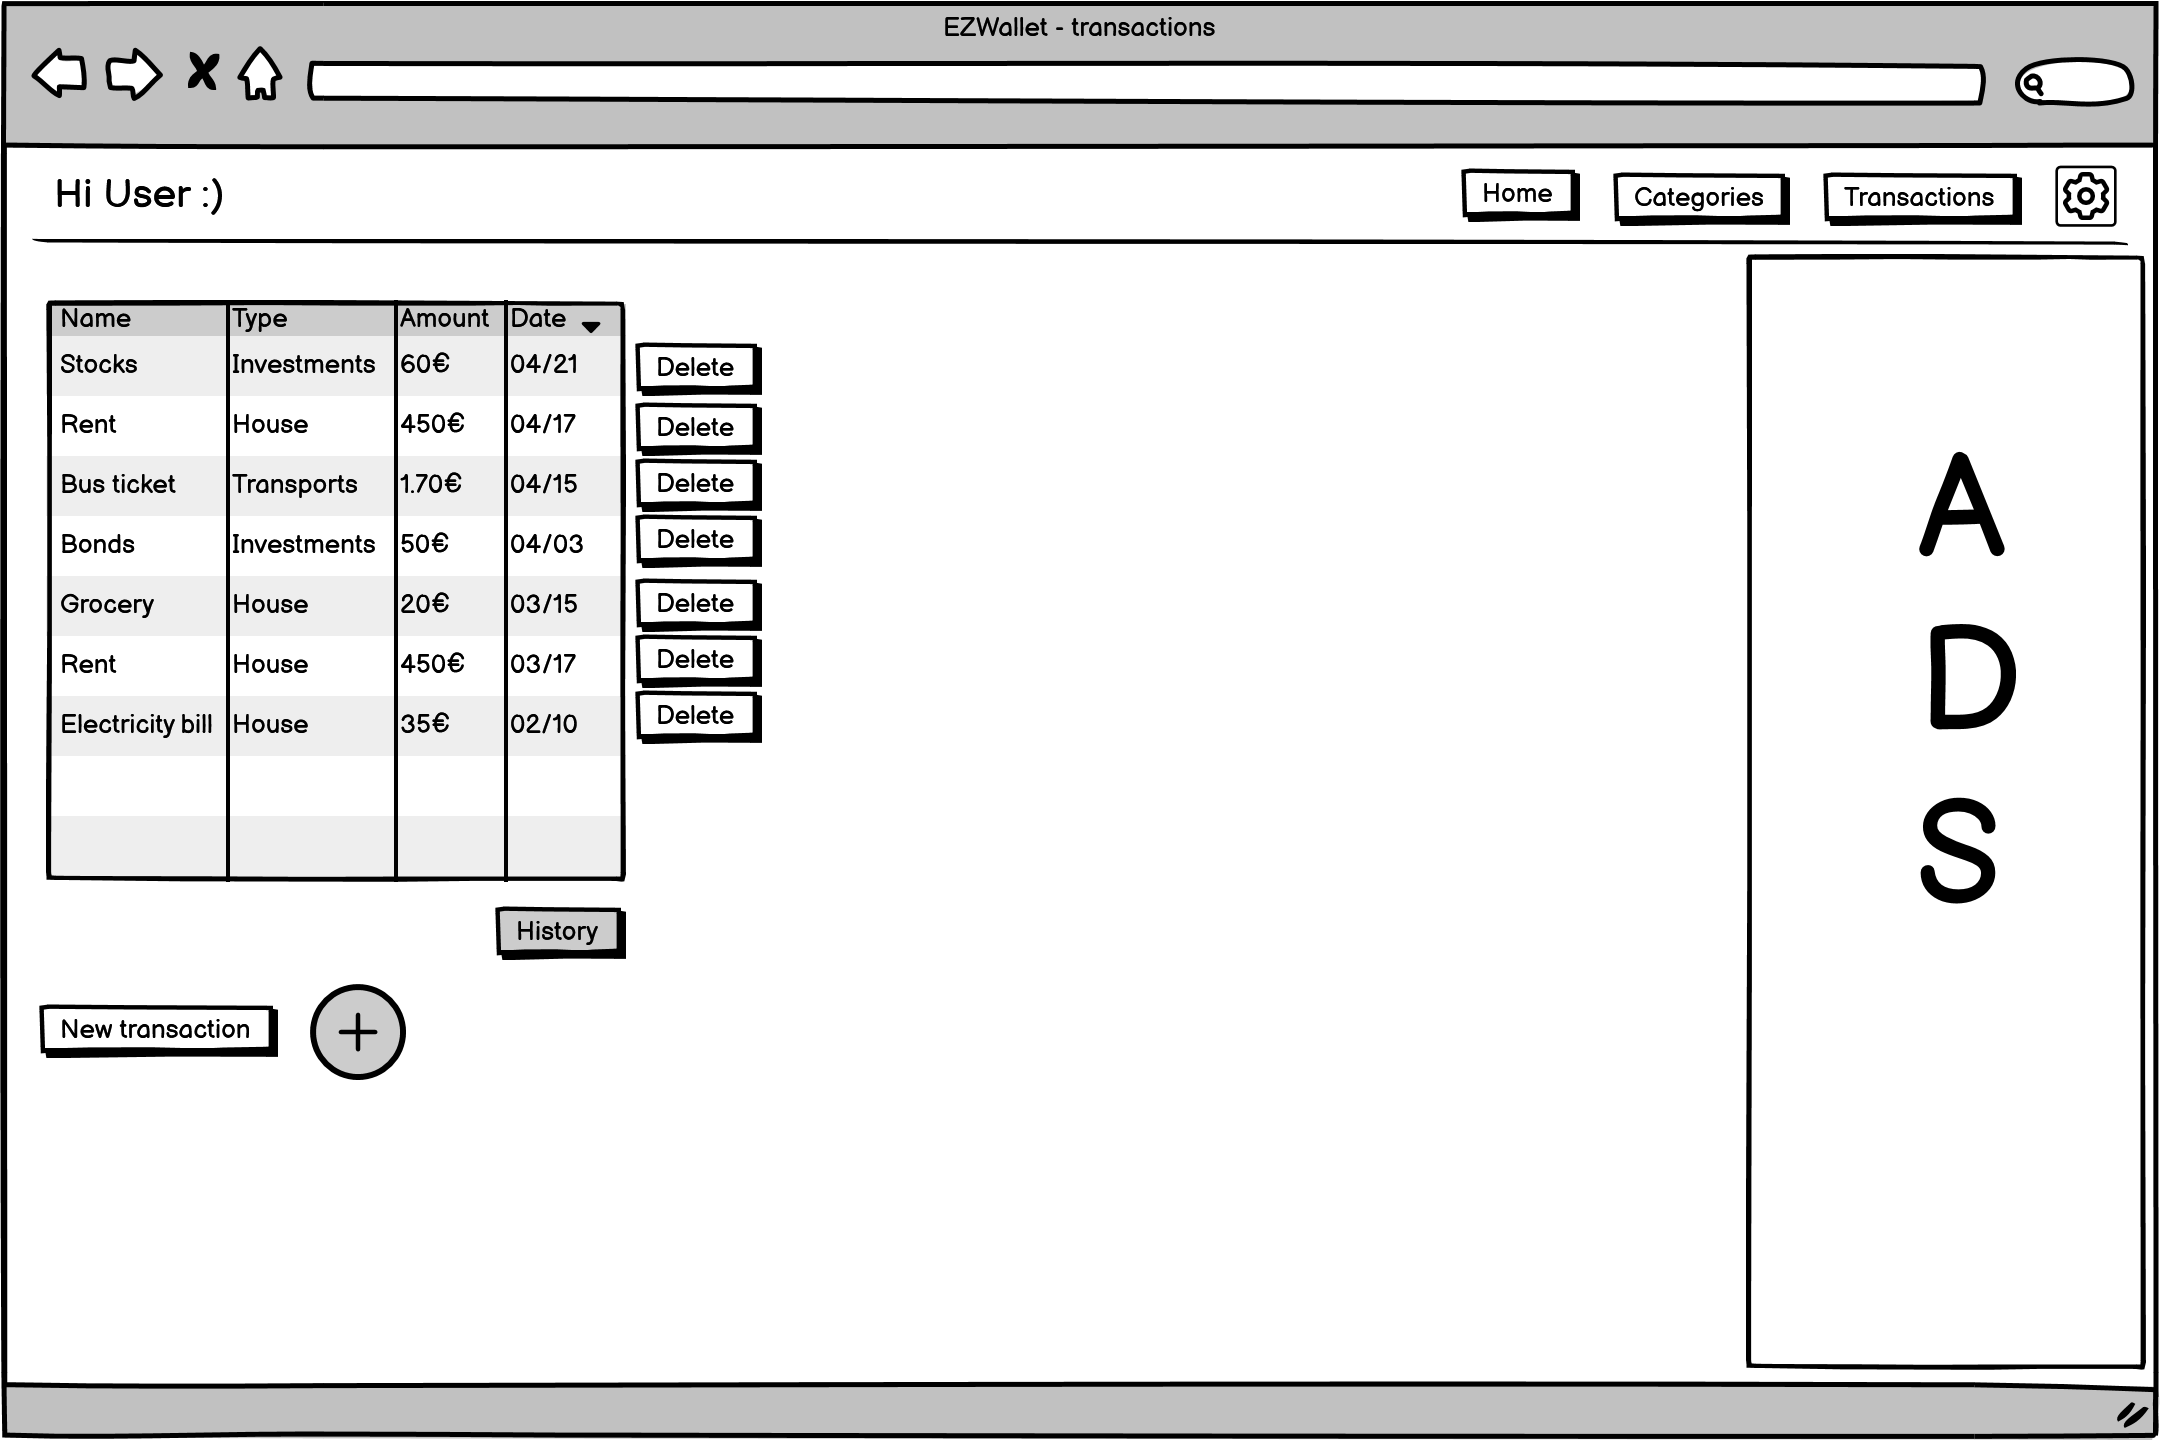 EZWallet - transactions
Hi User :)
Home Categories Transactions
Name Type Amount Date
Stocks Investments 60€ 04/21 Delete
Rent House 450€ 04/17 Delete
Bus ticket Transports 1.70€ 04/15 Delete
Bonds Investments 50€ 04/03 Delete
Grocery House 20€ 03/15 Delete
Rent House 450€ 03/17 Delete
Electricity bill House 35€ 02/10 Delete
History
New transaction
A
D
S